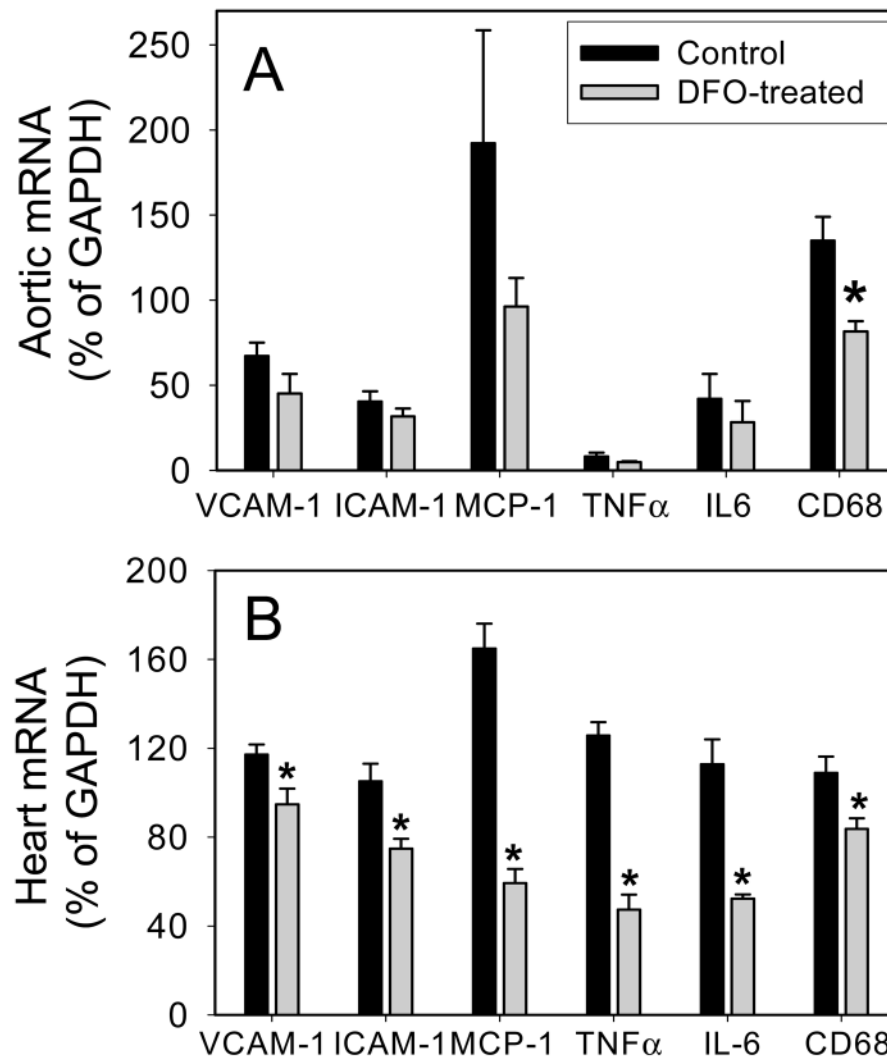 A
Control
DFO-treated
Aortic mRNA
(% of GAPDH)
250
200
150
100
50
0
*
VCAM-1 ICAM-1 MCP-1 TNFα IL6 CD68
B
Heart mRNA
(% of GAPDH)
200
160
120
80
40
0
* * * * * *
VCAM-1 ICAM-1 MCP-1 TNFα IL-6 CD68